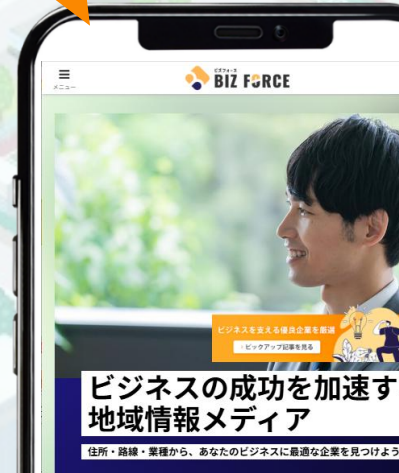 メニュー
ビズフォース
BIZ FORCE
ビジネスを支える優良企業を厳選
ピックアップ記事を見る
ビジネスの成功を加速す
地域情報メディア
住所・路線・業種から、あなたのビジネスに最適な企業を見つけよう